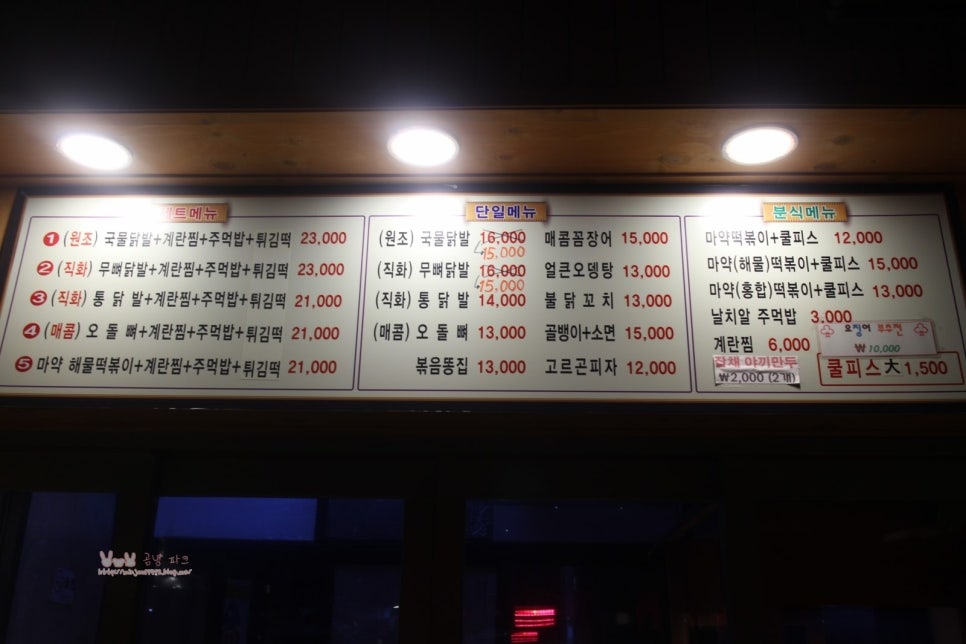 트메뉴
1 (원조) 국물닭발+계란찜+주먹밥+튀김떡 23,000
2 (직화) 무뼈닭발+계란찜+주먹밥+튀김떡 23,000
3 (직화) 통 닭 발+계란찜+주먹밥+튀김떡 21,000
4 (매콤) 오 돌 뼈+계란찜+주먹밥+튀김떡 21,000
5 마약 해물떡볶이+계란찜+주먹밥+튀김떡 21,000
단일메뉴
(원조) 국물닭발 16,000 15,000
(직화) 무뼈닭발 16,000 15,000
(직화) 통 닭 발 14,000
(매콤) 오 돌 뼈 13,000
볶음똥집 13,000
매콤꼼장어 15,000
얼큰오뎅탕 13,000
불닭꼬치 13,000
골뱅이+소면 15,000
고르곤피자 12,000
분식메뉴
마약떡볶이+쿨피스 12,000
마약(해물)떡볶이+쿨피스 15,000
마약(홍합)떡볶이+쿨피스 13,000
날치알 주먹밥 3,000
계란찜 6,000
오징어 부추전
₩10,000
잡채 야끼만두
₩2,000 (2개)
쿨피스大 1,500
곰냥 파크